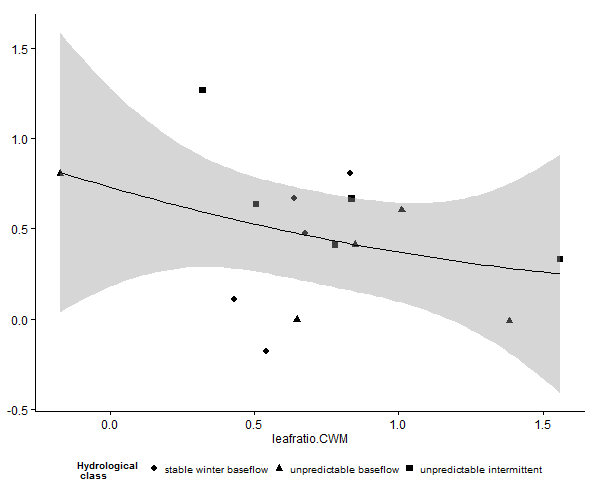 1.5
1.0
0.5
0.0
-0.5
0.0 0.5 1.0 1.5
leafratio.CWM
Hydrological
class
stable winter baseflow unpredictable baseflow unpredictable intermittent